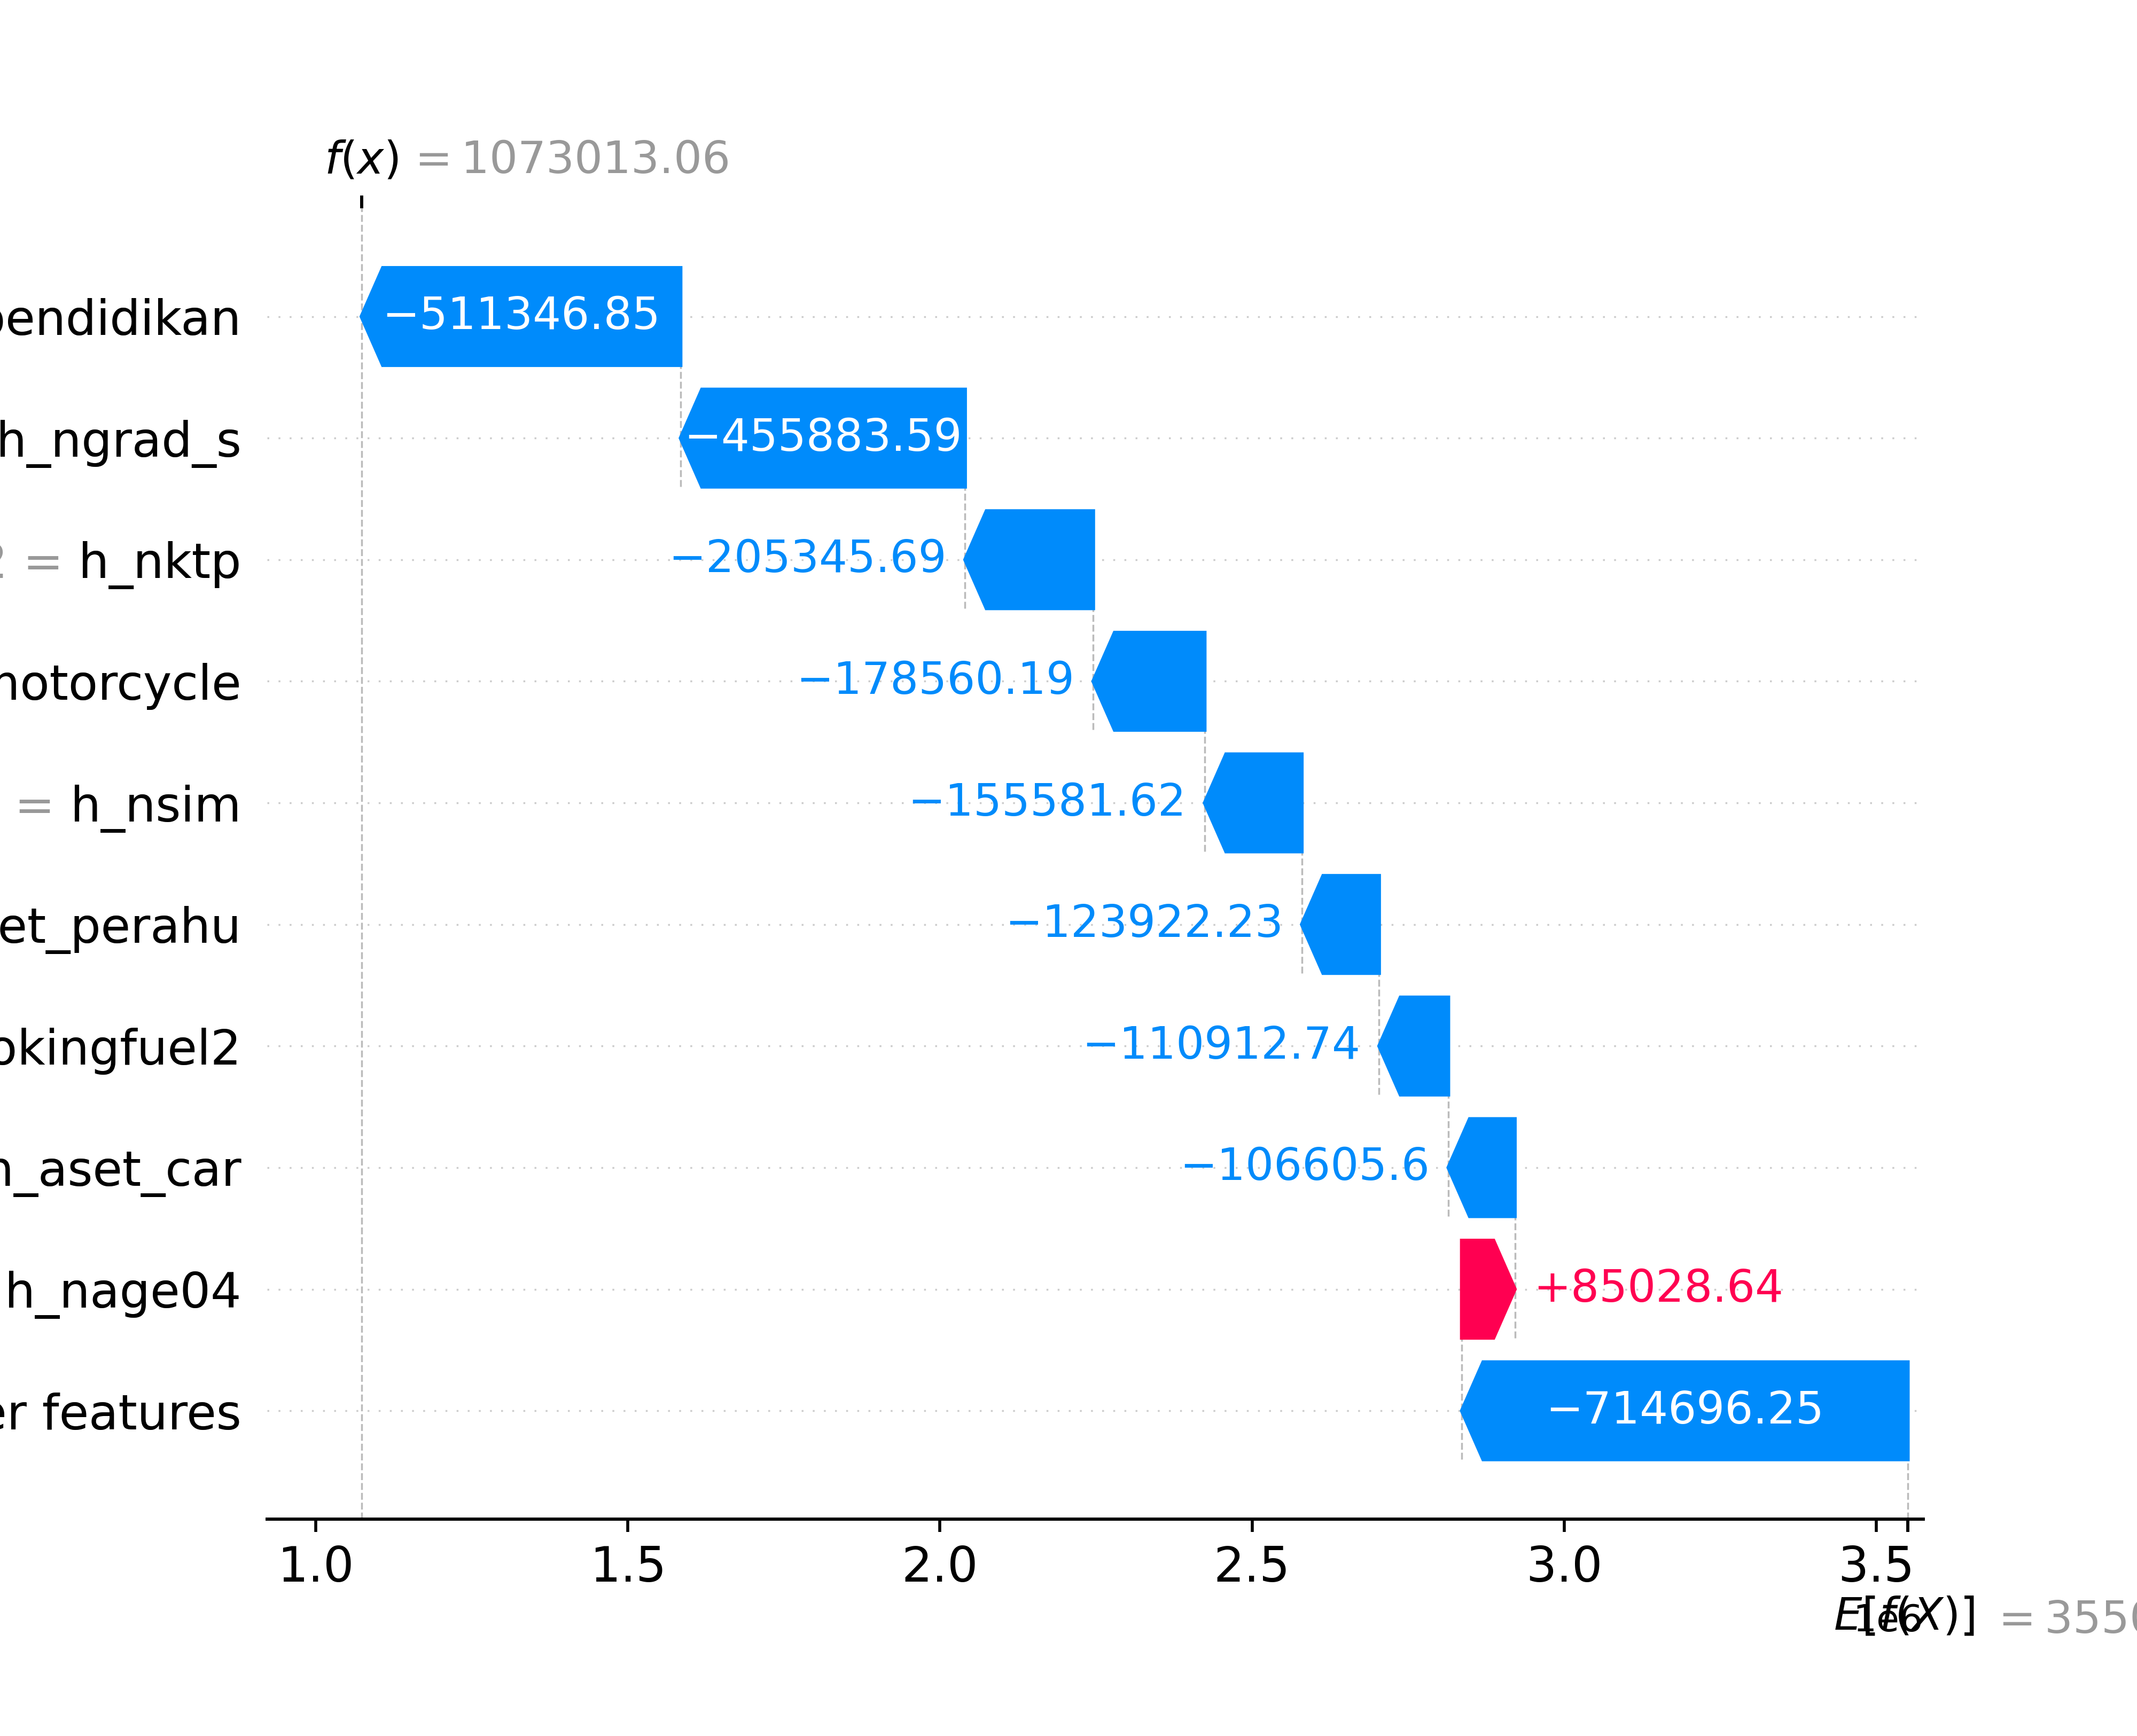 f(x) = 1073013.06
pendidikan −511346.85
h_ngrad_s −455883.59
= h_nktp −205345.69
motorcycle −178560.19
= h_nsim −155581.62
et_perahu −123922.23
okingfuel2 −110912.74
h_aset_car −106605.6
h_nage04 +85028.64
er features −714696.25
1.0 1.5 2.0 2.5 3.0 3.5
1e6
E[f(X)] = 3550